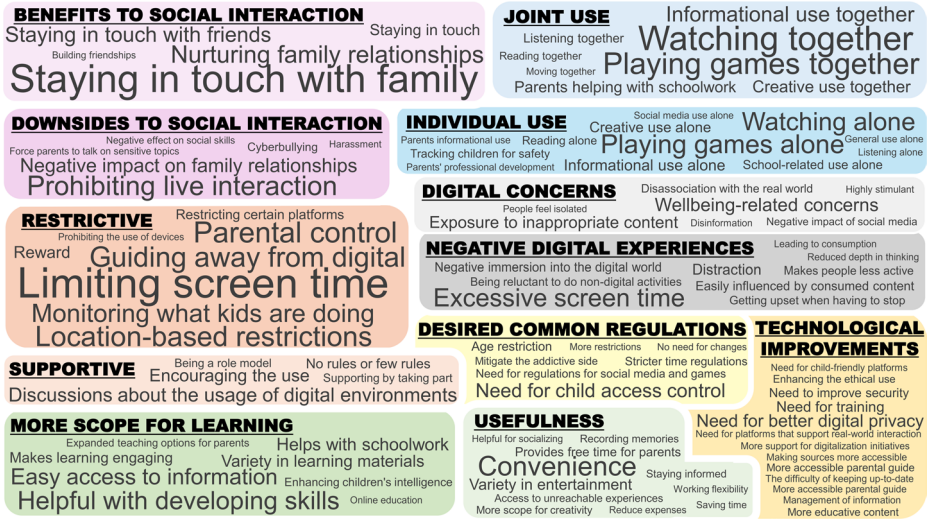 BENEFITS TO SOCIAL INTERACTION
Staying in touch with friends
Staying in touch
Building friendships
Nurturing family relationships
Staying in touch with family
JOINT USE
Informational use together
Listening together
Watching together
Reading together
Moving together
Playing games together
Parents helping with schoolwork
Creative use together
DOWNSIDES TO SOCIAL INTERACTION
Negative effect on social skills
Force parents to talk on sensitive topics
Cyberbullying
Harassment
Negative impact on family relationships
Prohibiting live interaction
INDIVIDUAL USE
Social media use alone
Creative use alone
Watching alone
Parents informational use
Reading alone
Playing games alone
General use alone
Tracking children for safety
Listening alone
Parents' professional development
Informational use alone
School-related use alone
DIGITAL CONCERNS
Disassociation with the real world
Highly stimulant
People feel isolated
Wellbeing-related concerns
Exposure to inappropriate content
Disinformation
Negative impact of social media
RESTRICTIVE
Restricting certain platforms
Prohibiting the use of devices
Parental control
Reward
Guiding away from digital
Limiting screen time
Monitoring what kids are doing
Location-based restrictions
NEGATIVE DIGITAL EXPERIENCES
Leading to consumption
Reduced depth in thinking
Negative immersion into the digital world
Distraction
Makes people less active
Being reluctant to do non-digital activities
Easily influenced by consumed content
Excessive screen time
Getting upset when having to stop
DESIRED COMMON REGULATIONS
Age restriction
More restrictions
No need for changes
Mitigate the addictive side
Stricter time regulations
Need for regulations for social media and games
Need for child access control
TECHNOLOGICAL
IMPROVEMENTS
Need for child-friendly platforms
Enhancing the ethical use
Need to improve security
Need for training
Need for better digital privacy
Need for platforms that support real-world interaction
More support for digitalization initiatives
Making sources more accessible
More accessible parental guide
The difficulty of keeping up-to-date
More accessible parental guide
Management of information
More educative content
SUPPORTIVE
Being a role model
No rules or few rules
Encouraging the use
Supporting by taking part
Discussions about the usage of digital environments
MORE SCOPE FOR LEARNING
Expanded teaching options for parents
Helps with schoolwork
Makes learning engaging
Variety in learning materials
Easy access to information
Enhancing children's intelligence
Helpful with developing skills
Online education
USEFULNESS
Helpful for socializing
Recording memories
Provides free time for parents
Convenience
Staying informed
Variety in entertainment
Working flexibility
Access to unreachable experiences
Saving time
More scope for creativity
Reduce expenses